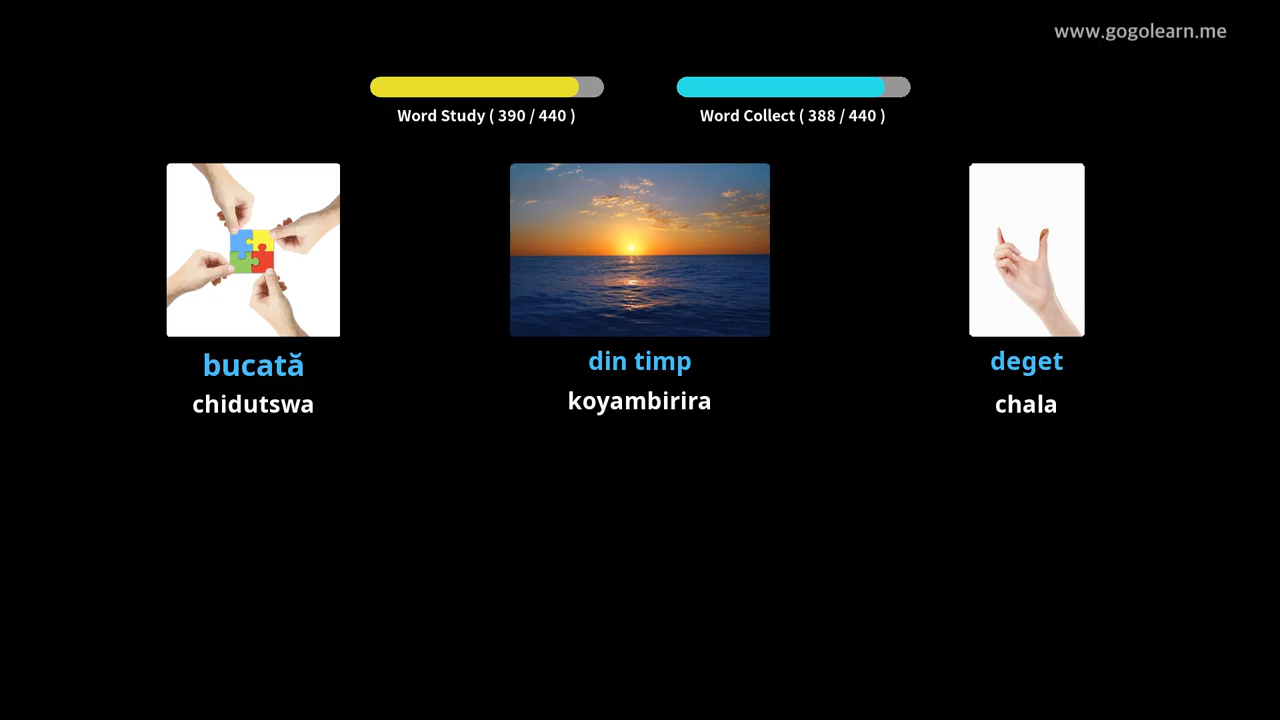 www.gogolearn.me
Word Study ( 390 / 440 )
Word Collect ( 388 / 440 )
bucată
chidutswa
din timp
koyambirira
deget
chala